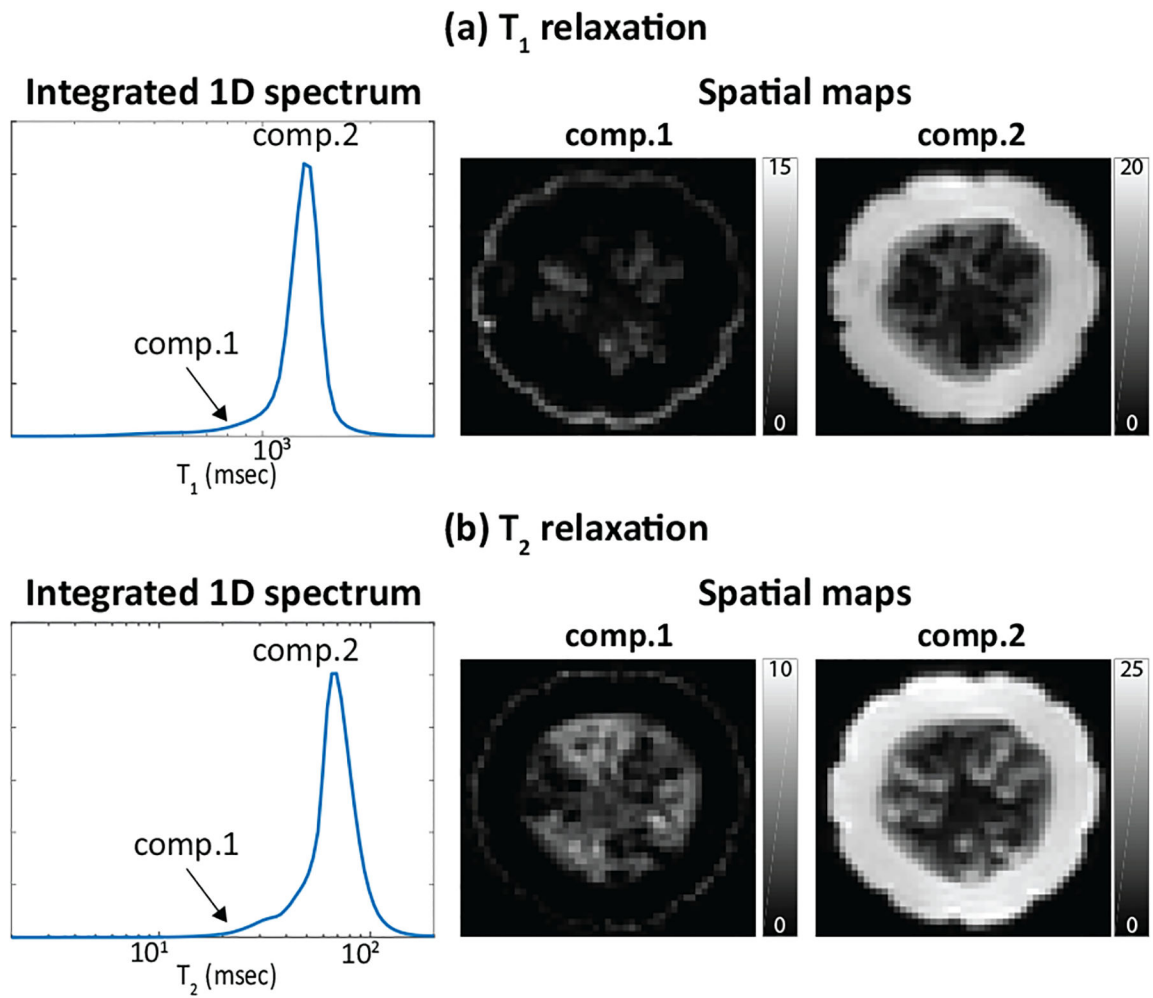 (a) T1 relaxation
Integrated 1D spectrum
Spatial maps
comp.2
comp.1
comp.1
comp.2
15
0
20
0
10³
T1 (msec)
(b) T2 relaxation
Integrated 1D spectrum
Spatial maps
comp.2
comp.1
comp.1
comp.2
10
0
25
0
10¹
10²
T2 (msec)